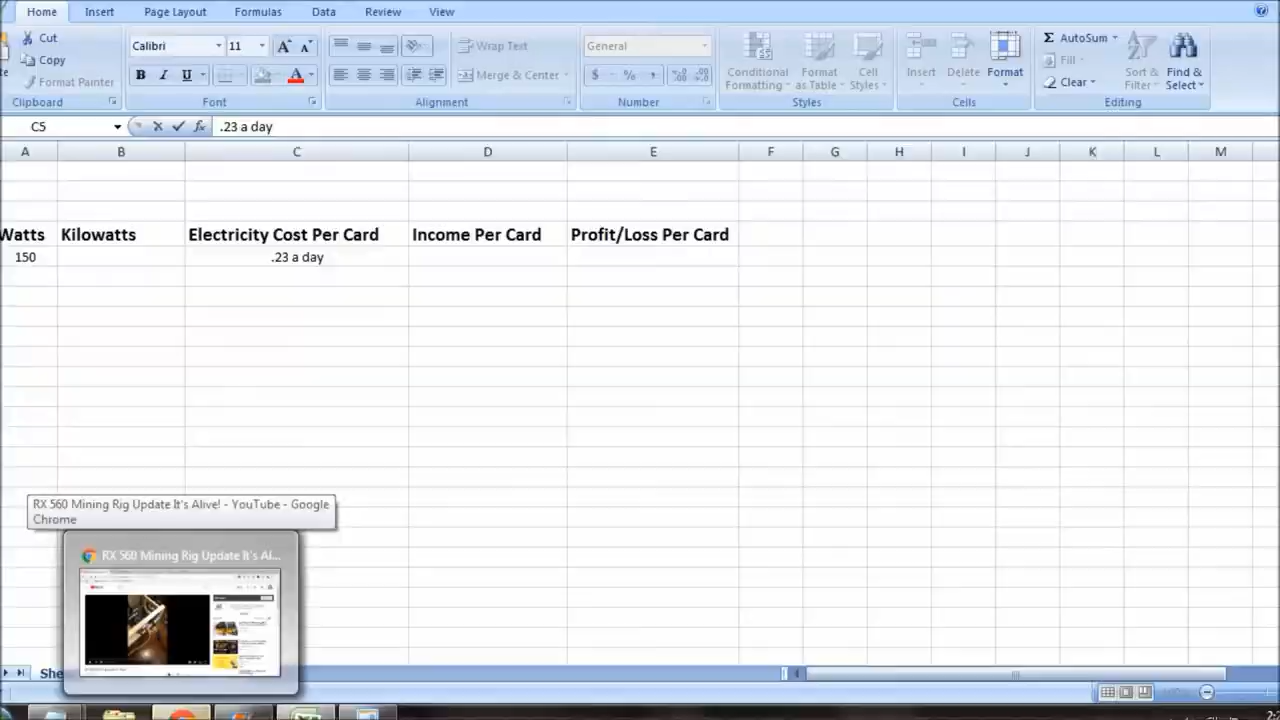 Home Insert Page Layout Formulas Data Review View
Cut
Copy
Format Painter
Clipboard
Calibri 11
B I U A
Font
Wrap Text
Merge & Center
Alignment
General
$ % ,
Number
Conditional Formatting
Format as Table
Cell Styles
Styles
Insert
Delete
Format
Cells
Σ AutoSum
Fill
Clear
Sort & Filter
Find & Select
Editing
C5 fx .23 a day
A B C D E F G H I J K L M
Watts Kilowatts Electricity Cost Per Card Income Per Card Profit/Loss Per Card
150 .23 a day
RX 560 Mining Rig Update It's Alive! - YouTube - Google
Chrome
RX 560 Mining Rig Update It's Al...
She